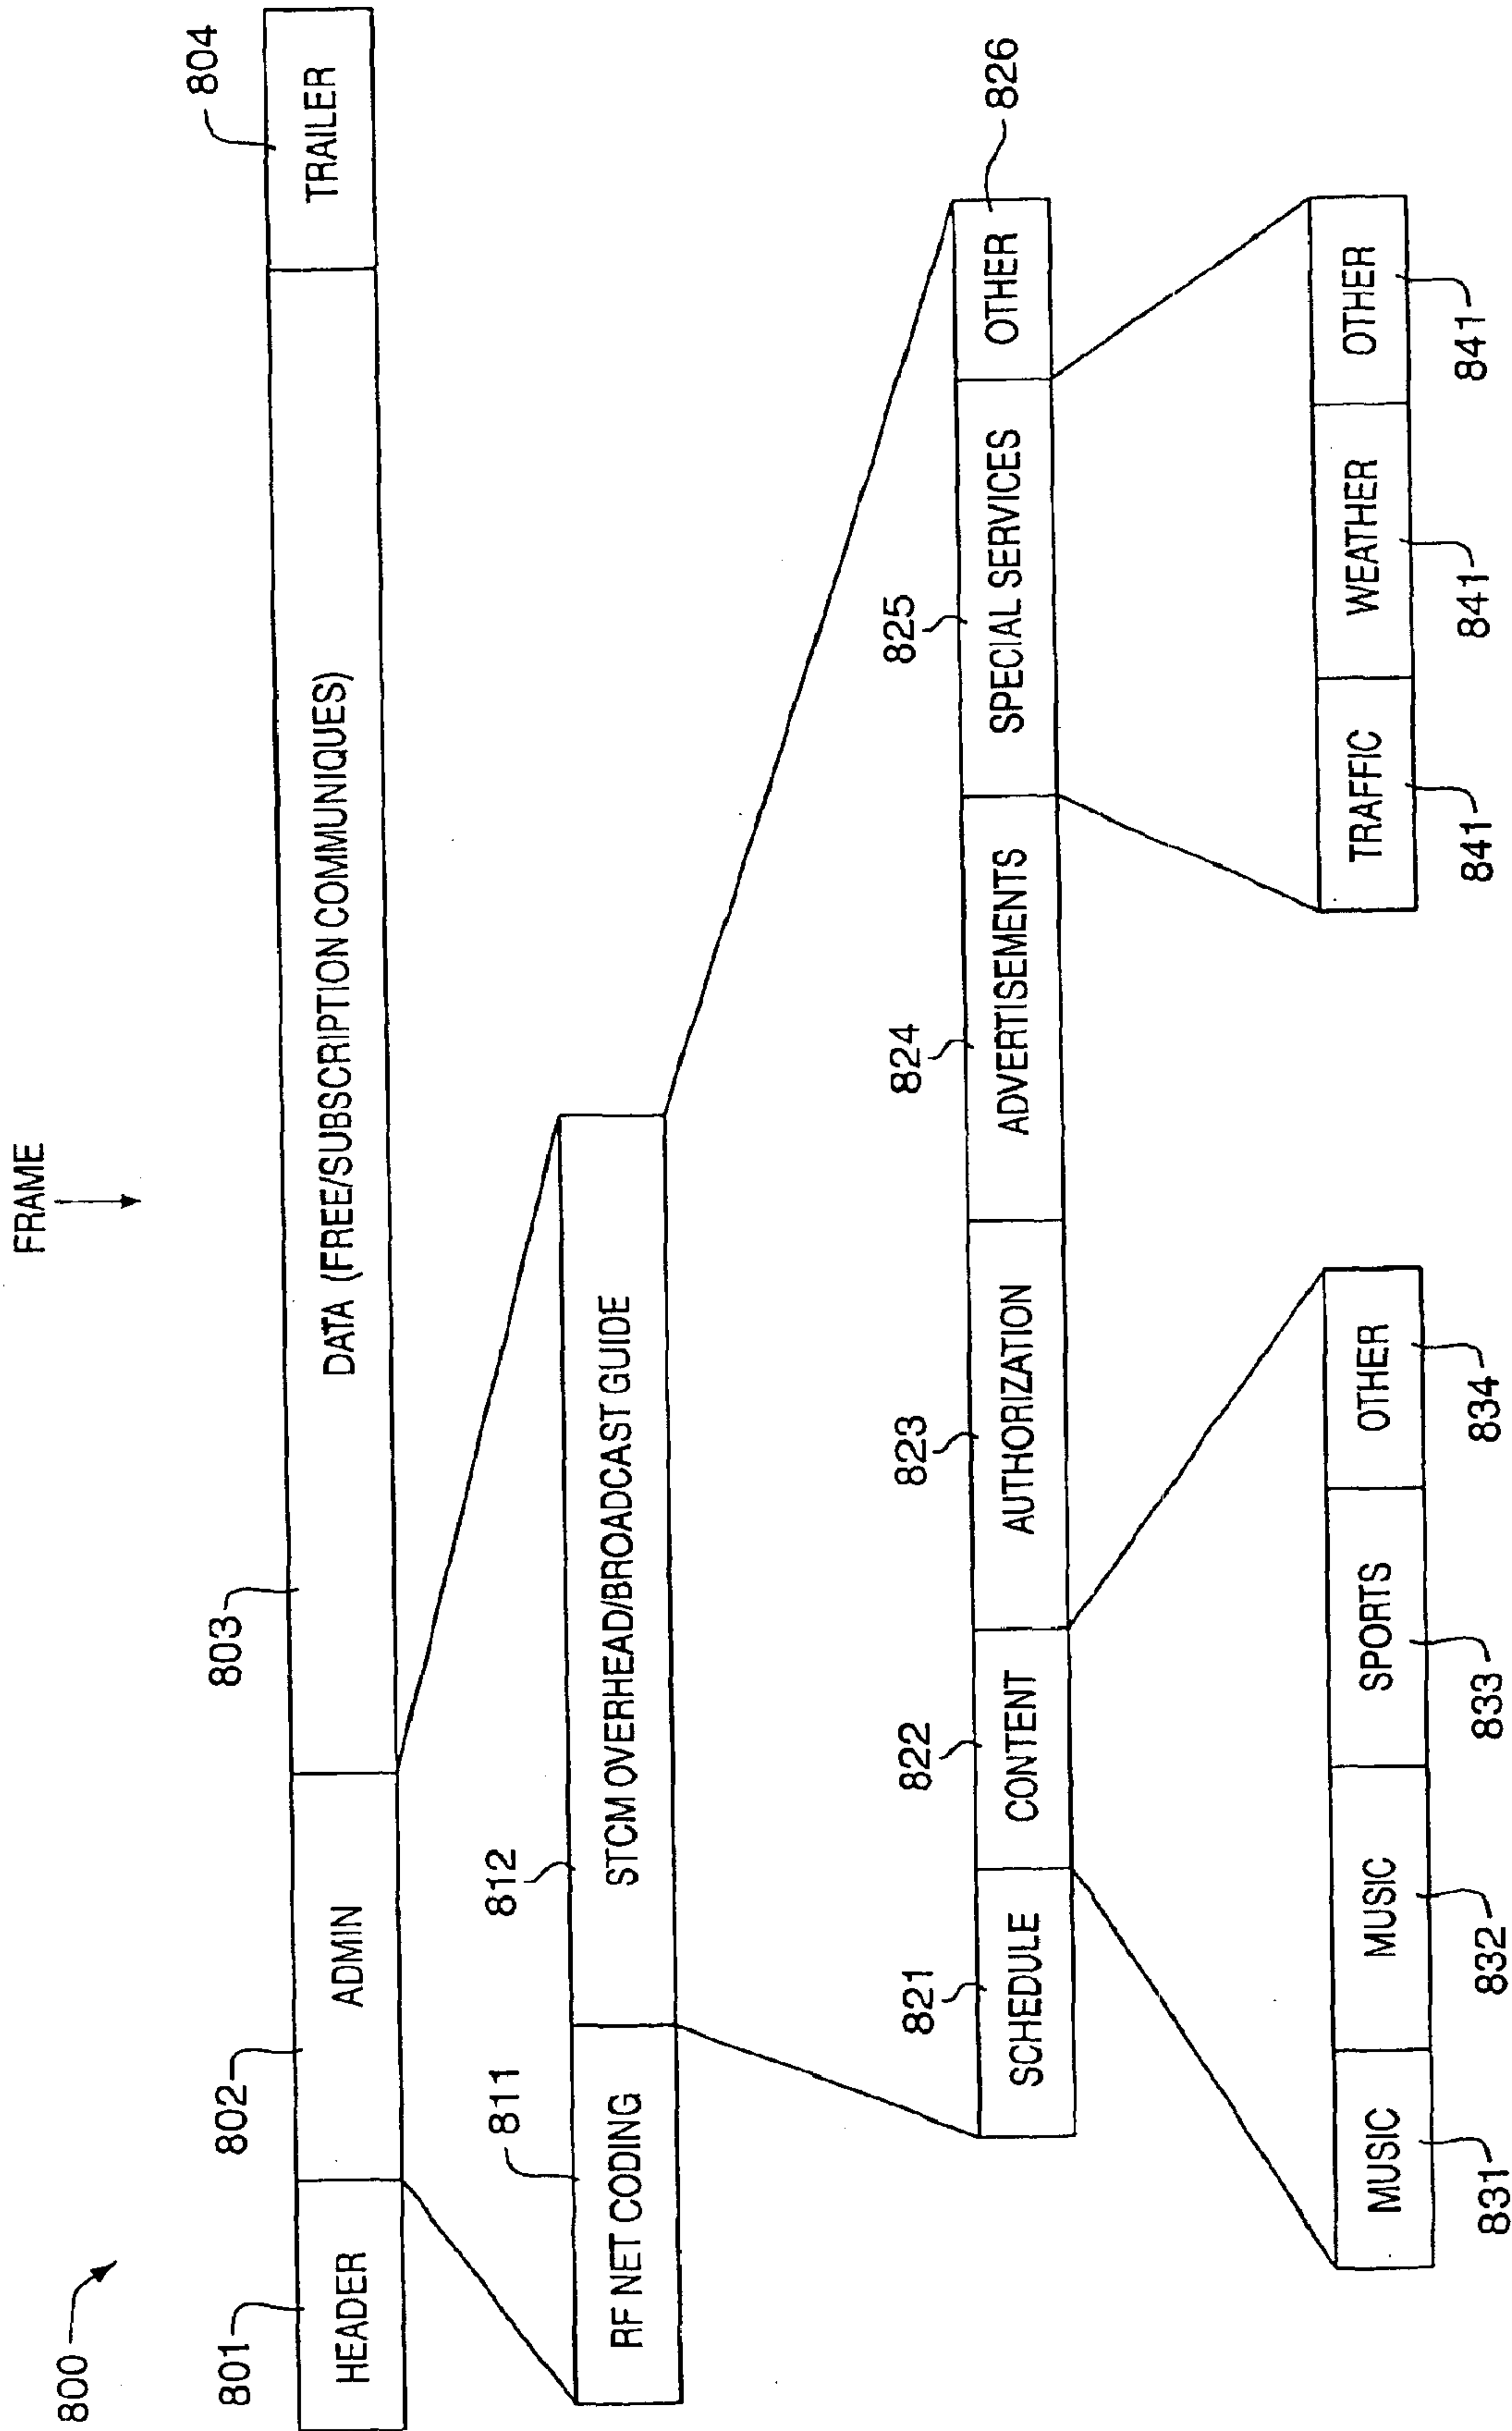 FRAME
800
801
802
803
804
HEADER
ADMIN
DATA (FREE/SUBSCRIPTION COMMUNIQUES)
TRAILER
811
812
RF NET CODING
STCM OVERHEAD/BROADCAST GUIDE
821
822
823
824
825
826
SCHEDULE
CONTENT
AUTHORIZATION
ADVERTISEMENTS
SPECIAL SERVICES
OTHER
MUSIC
MUSIC
SPORTS
OTHER
TRAFFIC
WEATHER
OTHER
831
832
833
834
841
841
841